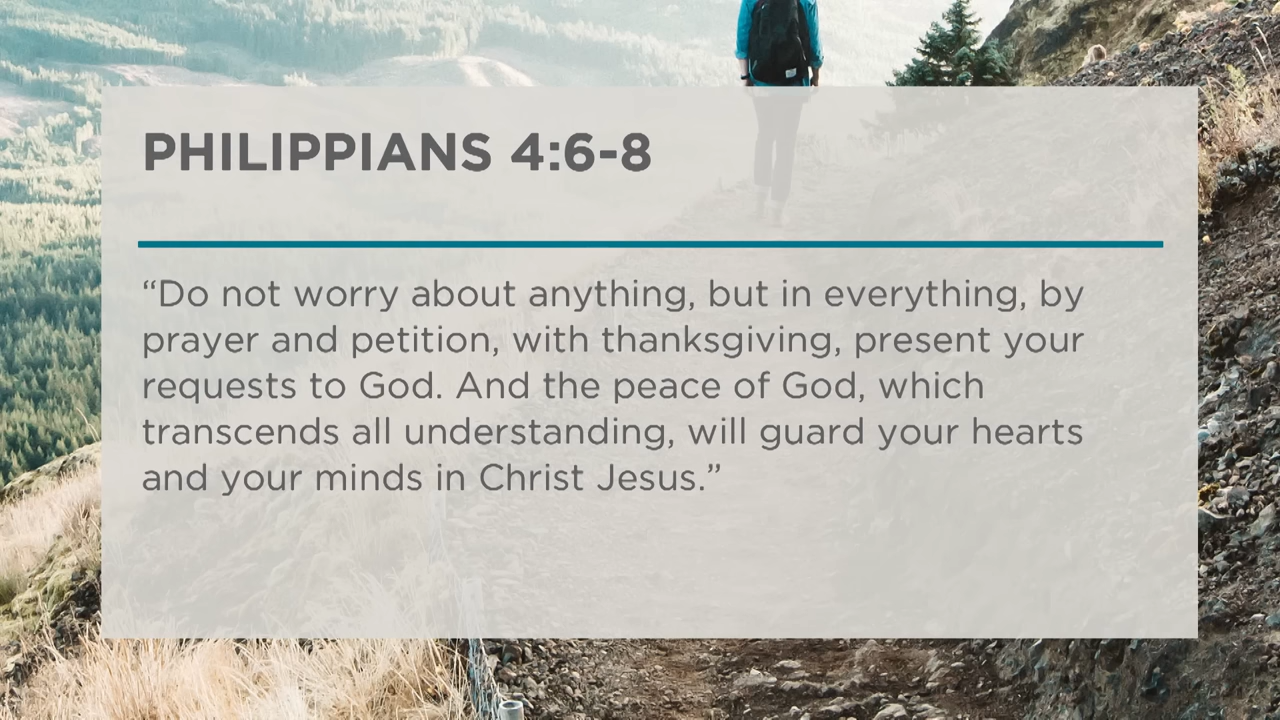 PHILIPPIANS 4:6-8
“Do not worry about anything, but in everything, by
prayer and petition, with thanksgiving, present your
requests to God. And the peace of God, which
transcends all understanding, will guard your hearts
and your minds in Christ Jesus.”